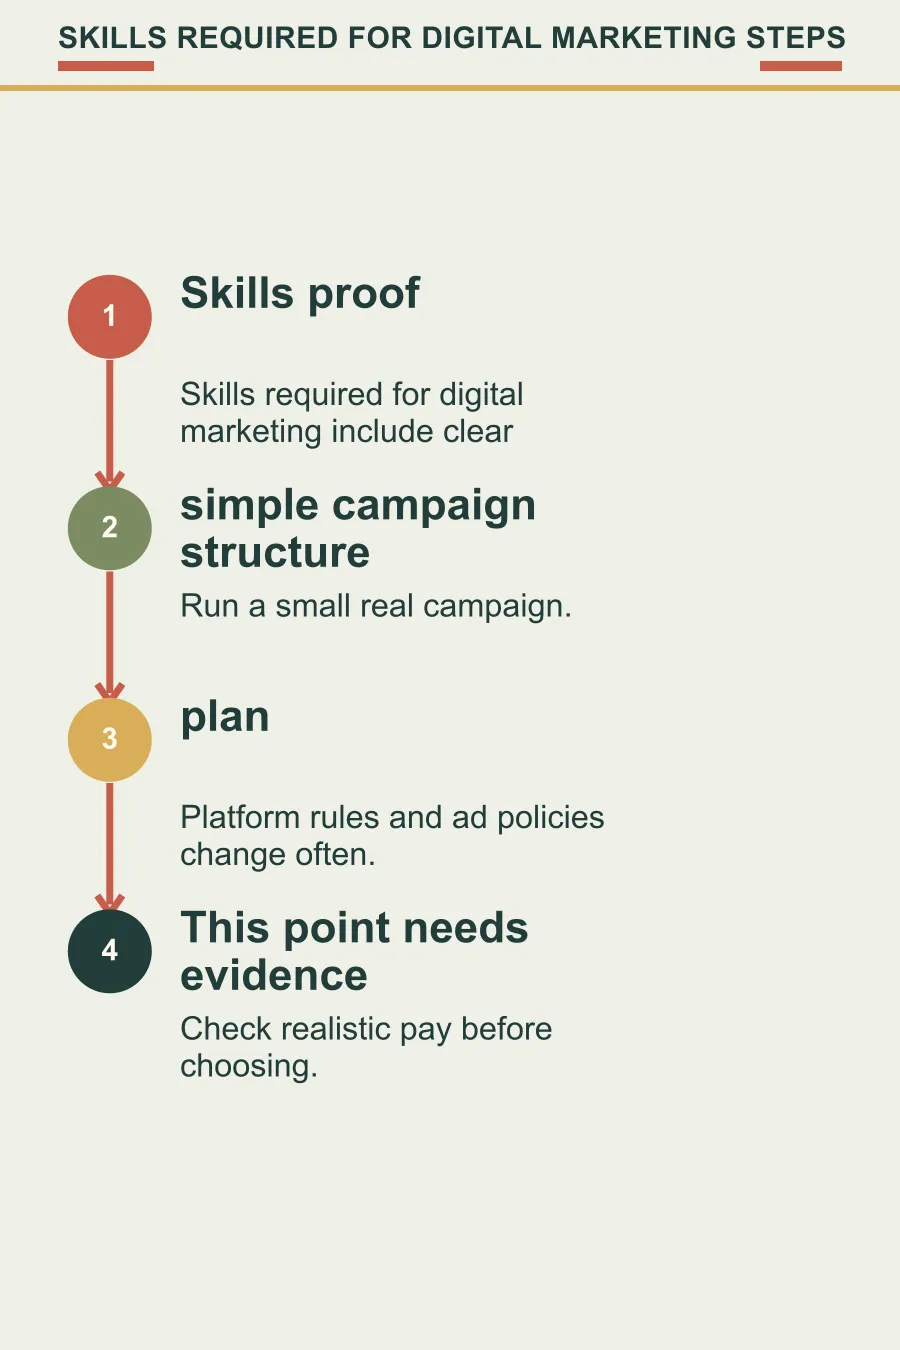 SKILLS REQUIRED FOR DIGITAL MARKETING STEPS
1
Skills proof
Skills required for digital
marketing include clear
2
simple campaign
structure
Run a small real campaign.
3
plan
Platform rules and ad policies
change often.
4
This point needs
evidence
Check realistic pay before
choosing.